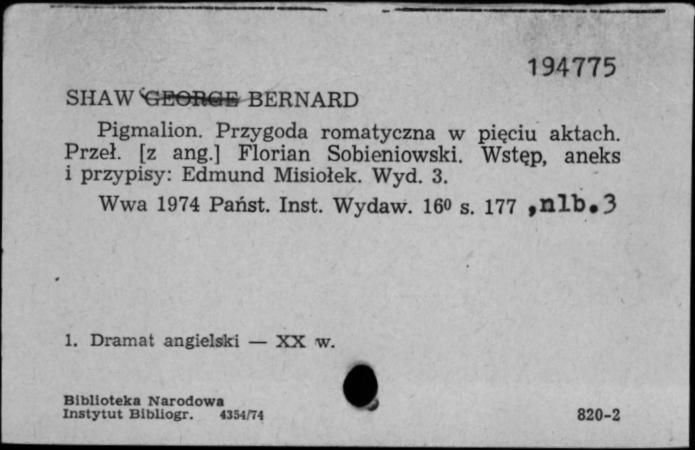 194775
SHAW GEORGE BERNARD
Pigmalion. Przygoda romatyczna w pięciu aktach.
Przeł. [z ang.] Florian Sobieniowski. Wstęp, aneks
i przypisy: Edmund Misiołek. Wyd. 3.
Wwa 1974 Państ. Inst. Wydaw. 16⁰ s. 177 ,nlb.3
1. Dramat angielski — XX w.
Biblioteka Narodowa
Instytut Bibliogr. 4354/74
820-2